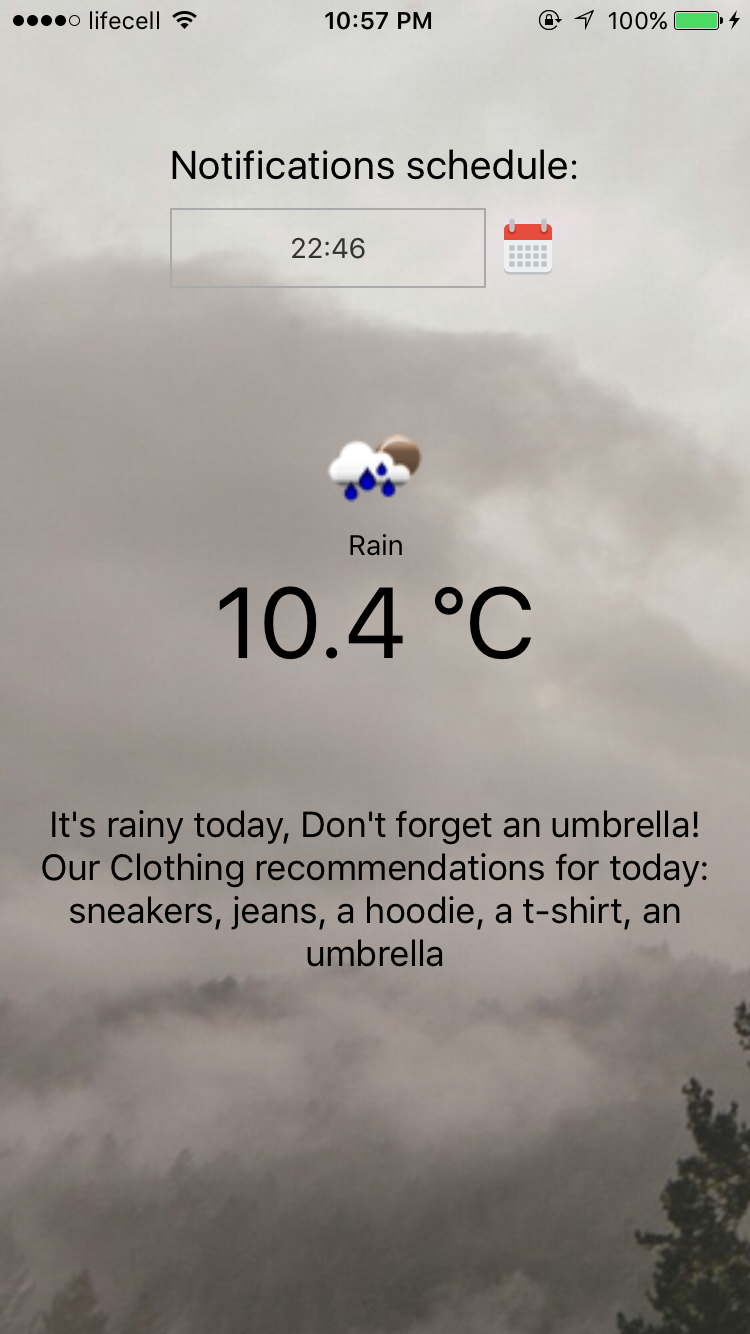 lifecell 10:57 PM 100%
Notifications schedule:
22:46
Rain
10.4 °C
It's rainy today, Don't forget an umbrella!
Our Clothing recommendations for today:
sneakers, jeans, a hoodie, a t-shirt, an
umbrella